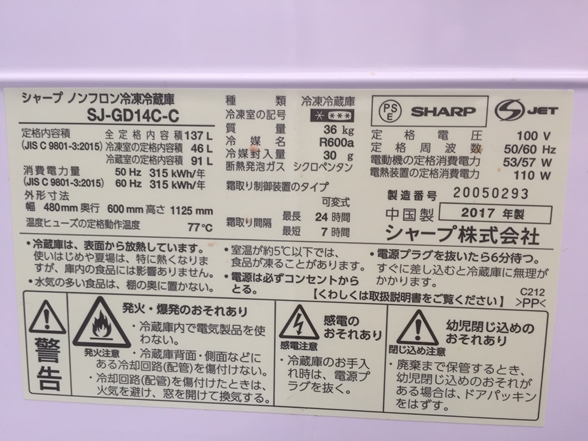 シャープ ノンフロン冷凍冷蔵庫
SJ-GD14C-C
定格内容積 全定格内容積 137 L
(JIS C 9801-3:2015) 冷凍室内容積 46 L
冷蔵室内容積 91 L
消費電力量 50 Hz 315 kWh/年
(JIS C 9801-3:2015) 60 Hz 315 kWh/年
外形寸法
幅 480mm 奥行 600mm 高さ 1125 mm
温度ヒューズの定格動作温度 77℃
種類 冷凍冷蔵庫
冷凍室の記号 * ***
質量 36 kg
冷媒名 R600a
冷媒封入量 30 g
断熱発泡ガス シクロペンタン
霜取り制御装置のタイプ
可変式
霜取り間隔 最長 24 時間
最短 7 時間
PS
E
SHARP
S JET
定格電圧 100 V
定格周波数 50/60 Hz
電動機の定格消費電力 53/57 W
電熱装置の定格消費電力 110 W
製造番号 20050293
中国製 2017 年製
シャープ株式会社
・冷蔵庫は、表面から放熱しています。
使いはじめや夏場は、特に熱くなりま
すが、庫内の食品には影響ありません。
・水気の多い食品は、棚の奥に置かない。
・室温が約5℃以下では、
食品が凍ることがあります。
・電源は必ずコンセントから
とる。
・電源プラグを抜いたら6分待つ。
すぐに差し込むと冷蔵庫に無理が
かかります。
【くわしくは取扱説明書をご覧ください】
C212
>PP<
警告
発火・爆発のおそれあり
発火注意
・冷蔵庫内で電気製品を使
わない。
・冷蔵庫背面・側面などに
ある冷却回路(配管)を傷付けない。
・冷却回路(配管)を傷付けたときは、
火気を避け、窓を開けて換気する。
感電の
おそれあり
感電注意
・冷蔵庫のお手入
れ時は、電源プ
ラグを抜く。
幼児閉じ込めの
おそれあり
閉じ込め注意
・廃棄まで保管するとき、
幼児閉じ込めのおそれが
ある場合は、ドアパッキン
をはずす。